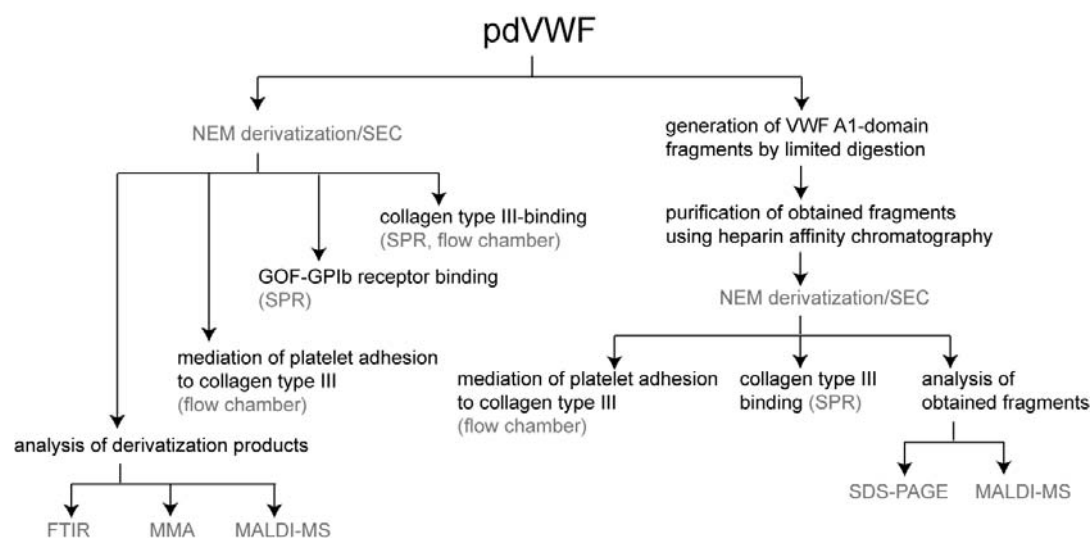 pdVWF
NEM derivatization/SEC
collagen type III-binding
(SPR, flow chamber)
GOF-GPIb receptor binding
(SPR)
mediation of platelet adhesion
to collagen type III
(flow chamber)
analysis of derivatization products
FTIR
MMA
MALDI-MS
generation of VWF A1-domain
fragments by limited digestion
purification of obtained fragments
using heparin affinity chromatography
NEM derivatization/SEC
mediation of platelet adhesion
to collagen type III
(flow chamber)
collagen type III
binding (SPR)
analysis of
obtained fragments
SDS-PAGE
MALDI-MS